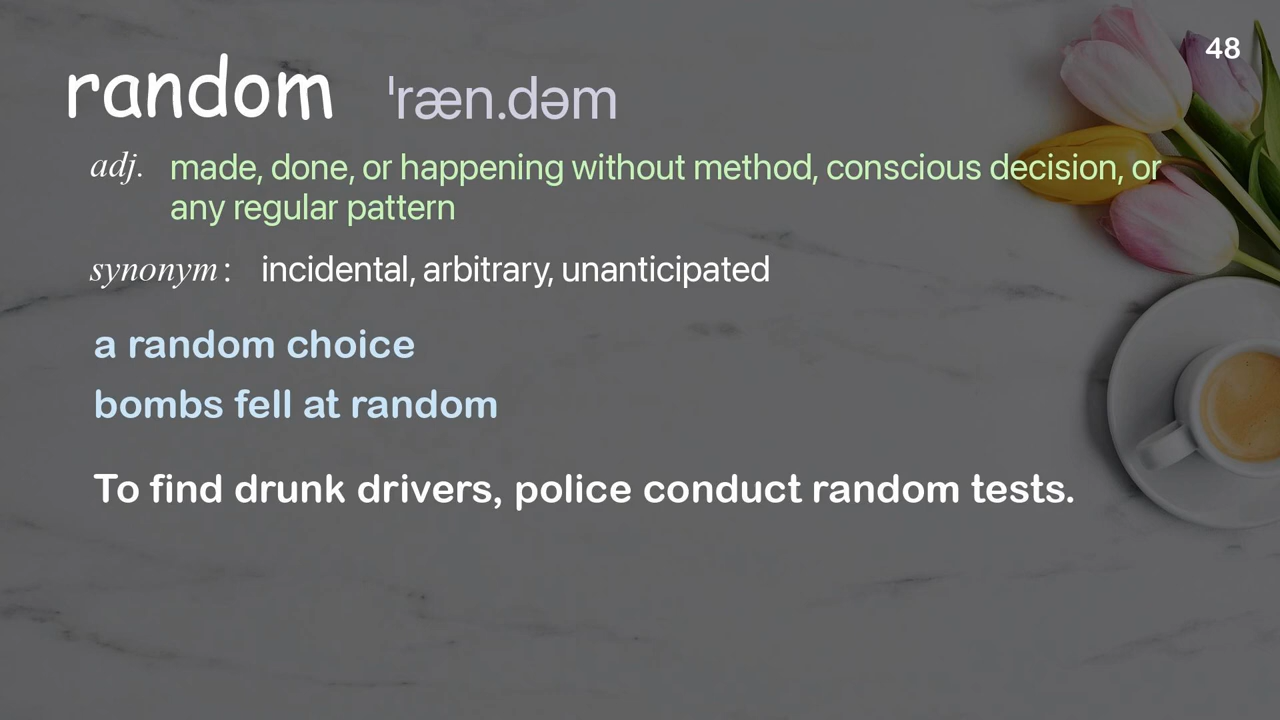 48
random ˈræn.dəm
adj. made, done, or happening without method, conscious decision, or
any regular pattern
synonym: incidental, arbitrary, unanticipated
a random choice
bombs fell at random
To find drunk drivers, police conduct random tests.